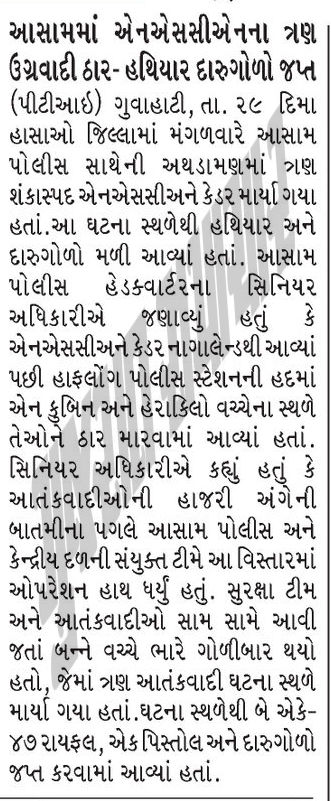 આસામમાં એનએસસીએનના ત્રણ
ઉગ્રવાદી ઠાર- હથિયાર દારુગોળો જપ્ત
(પીટીઆઇ) ગુવાહાટી, તા. ૨૯ દિમા
હાસાઓ જિલ્લામાં મંગળવારે આસામ
પોલીસ સાથેની અથડામણમાં ત્રણ
શંકાસ્પદ એનએસસીઅને કેડર માર્યા ગયા
હતાં.આ ઘટના સ્થળેથી હથિયાર અને
દારુગોળો મળી આવ્યાં હતાં. આસામ
પોલીસ હેડક્વાર્ટરના સિનિયર
અધિકારીએ જણાવ્યું હતું કે
એનએસસીઅને કેડર નાગાલેન્ડથી આવ્યાં
પછી હાફલોંગ પોલીસ સ્ટેશનની હદમાં
એન કુબિન અને હેરાકિલો વચ્ચેના સ્થળે
તેઓને ઠાર મારવામાં આવ્યાં હતાં.
સિનિયર અધિકારીએ કહ્યું હતું કે
આતંકવાદીઓની હાજરી અંગેની
બાતમીના પગલે આસામ પોલીસ અને
કેન્દ્રીય દળની સંયુક્ત ટીમે આ વિસ્તારમાં
ઓપરેશન હાથ ધર્યું હતું. સુરક્ષા ટીમ
અને આતંકવાદીઓ સામ સામે આવી
જતાં બન્ને વચ્ચે ભારે ગોળીબાર થયો
હતો, જેમાં ત્રણ આતંકવાદી ઘટના સ્થળે
માર્યા ગયા હતાં.ઘટના સ્થળેથી બે એકે-
૪૭ રાયફલ, એક પિસ્તોલ અને દારુગોળો
જપ્ત કરવામાં આવ્યાં હતાં.